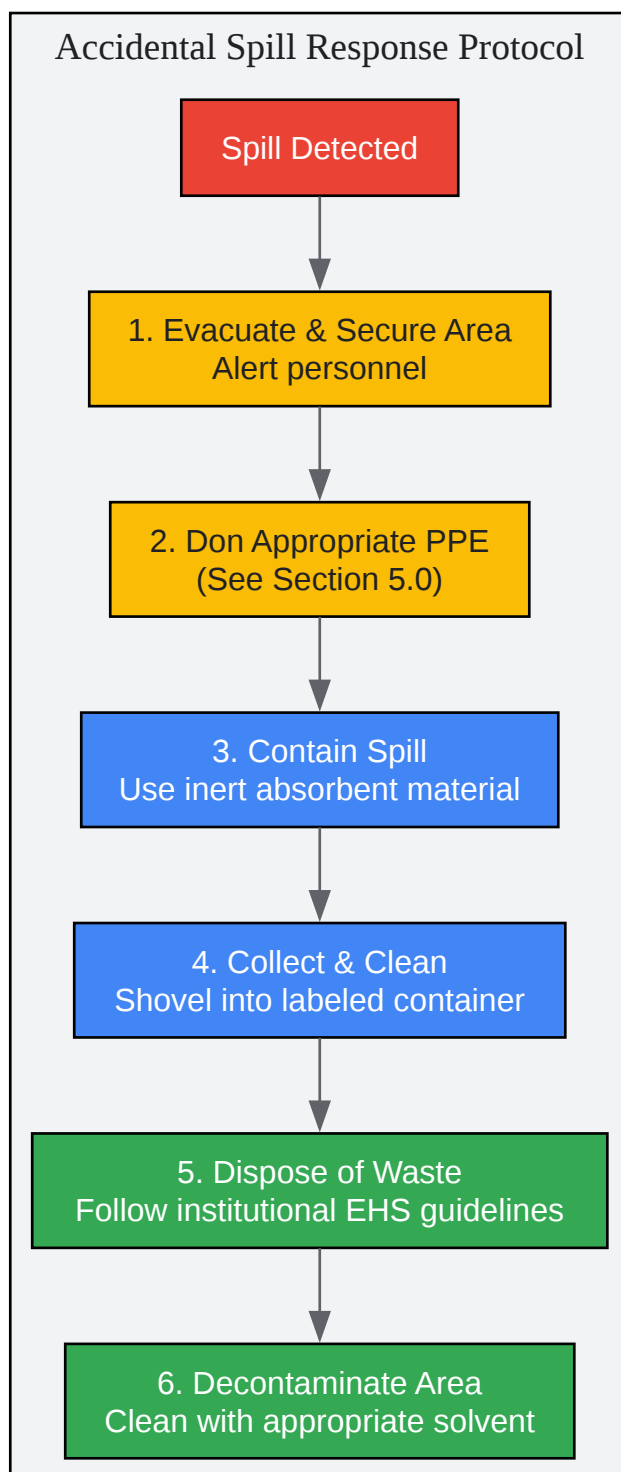 Accidental Spill Response Protocol
Spill Detected
1. Evacuate & Secure Area
Alert personnel
2. Don Appropriate PPE
(See Section 5.0)
3. Contain Spill
Use inert absorbent material
4. Collect & Clean
Shovel into labeled container
5. Dispose of Waste
Follow institutional EHS guidelines
6. Decontaminate Area
Clean with appropriate solvent